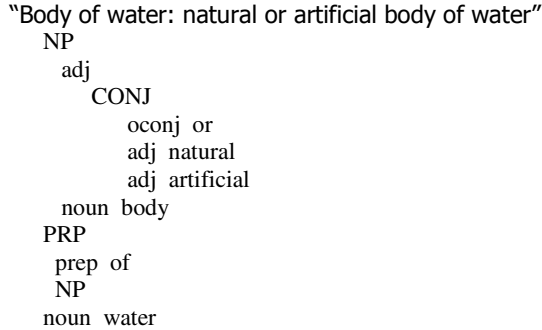 “Body of water: natural or artificial body of water”
NP
adj
CONJ
oconj or
adj natural
adj artificial
noun body
PRP
prep of
NP
noun water